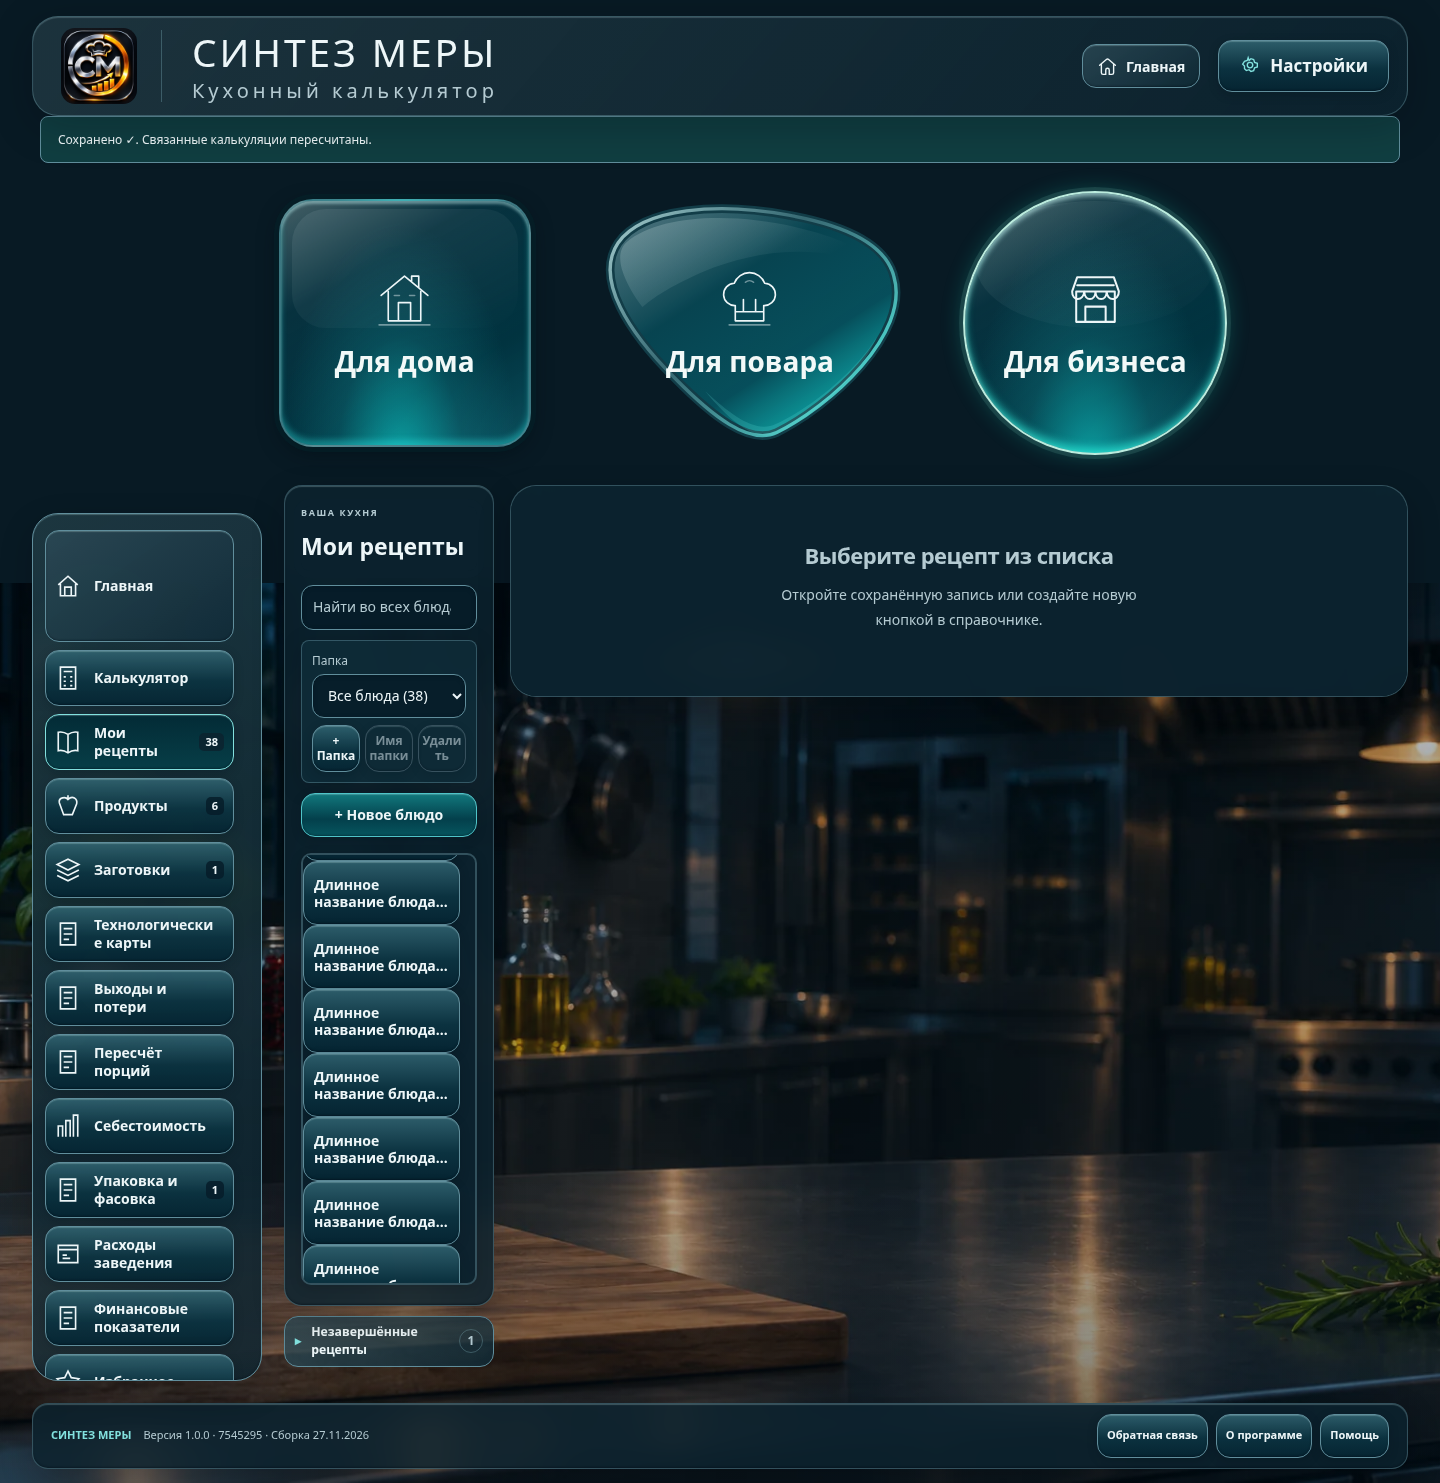 СМ
СИНТЕЗ МЕРЫ
Кухонный калькулятор
Главная
Настройки
Сохранено ✓. Связанные калькуляции пересчитаны.
Для дома
Для повара
Для бизнеса
Главная
Калькулятор
Мои
рецепты
38
Продукты
6
Заготовки
1
Технологически
е карты
Выходы и
потери
Пересчёт
порций
Себестоимость
Упаковка и
фасовка
1
Расходы
заведения
Финансовые
показатели
ВАША КУХНЯ
Мои рецепты
Найти во всех блюд
Папка
Все блюда (38)
+
Папка
Имя
папки
Удали
ть
+ Новое блюдо
Длинное
название блюда...
Длинное
название блюда...
Длинное
название блюда...
Длинное
название блюда...
Длинное
название блюда...
Длинное
название блюда...
Длинное
Незавершённые
рецепты
1
Выберите рецепт из списка
Откройте сохранённую запись или создайте новую
кнопкой в справочнике.
СИНТЕЗ МЕРЫ
Версия 1.0.0 · 7545295 · Сборка 27.11.2026
Обратная связь
О программе
Помощь